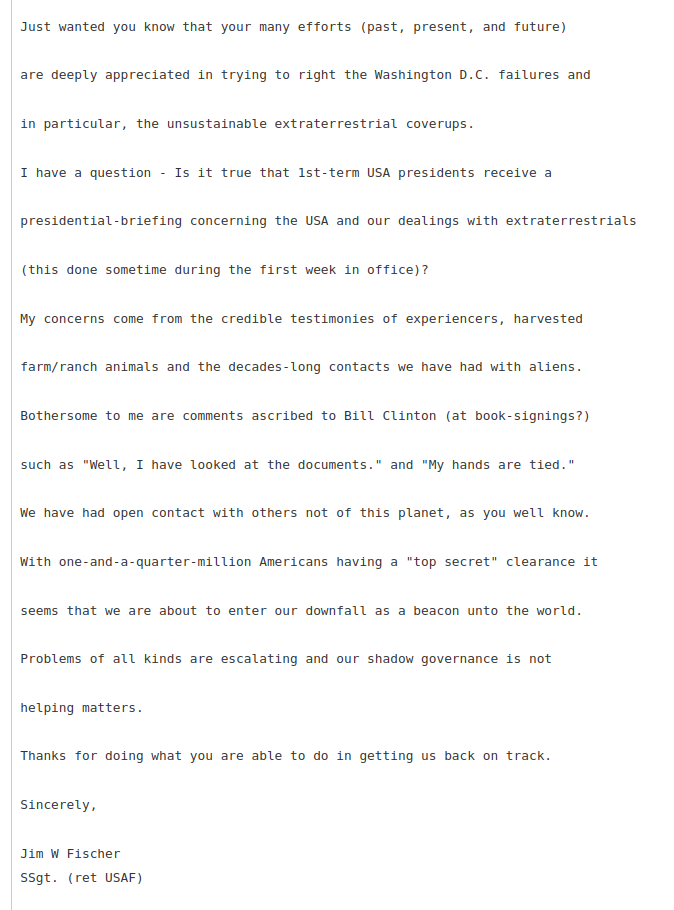 Just wanted you know that your many efforts (past, present, and future)
are deeply appreciated in trying to right the Washington D.C. failures and
in particular, the unsustainable extraterrestrial coverups.
I have a question - Is it true that 1st-term USA presidents receive a
presidential-briefing concerning the USA and our dealings with extraterrestrials
(this done sometime during the first week in office)?
My concerns come from the credible testimonies of experiencers, harvested
farm/ranch animals and the decades-long contacts we have had with aliens.
Bothersome to me are comments ascribed to Bill Clinton (at book-signings?)
such as "Well, I have looked at the documents." and "My hands are tied."
We have had open contact with others not of this planet, as you well know.
With one-and-a-quarter-million Americans having a "top secret" clearance it
seems that we are about to enter our downfall as a beacon unto the world.
Problems of all kinds are escalating and our shadow governance is not
helping matters.
Thanks for doing what you are able to do in getting us back on track.
Sincerely,
Jim W Fischer
SSgt. (ret USAF)